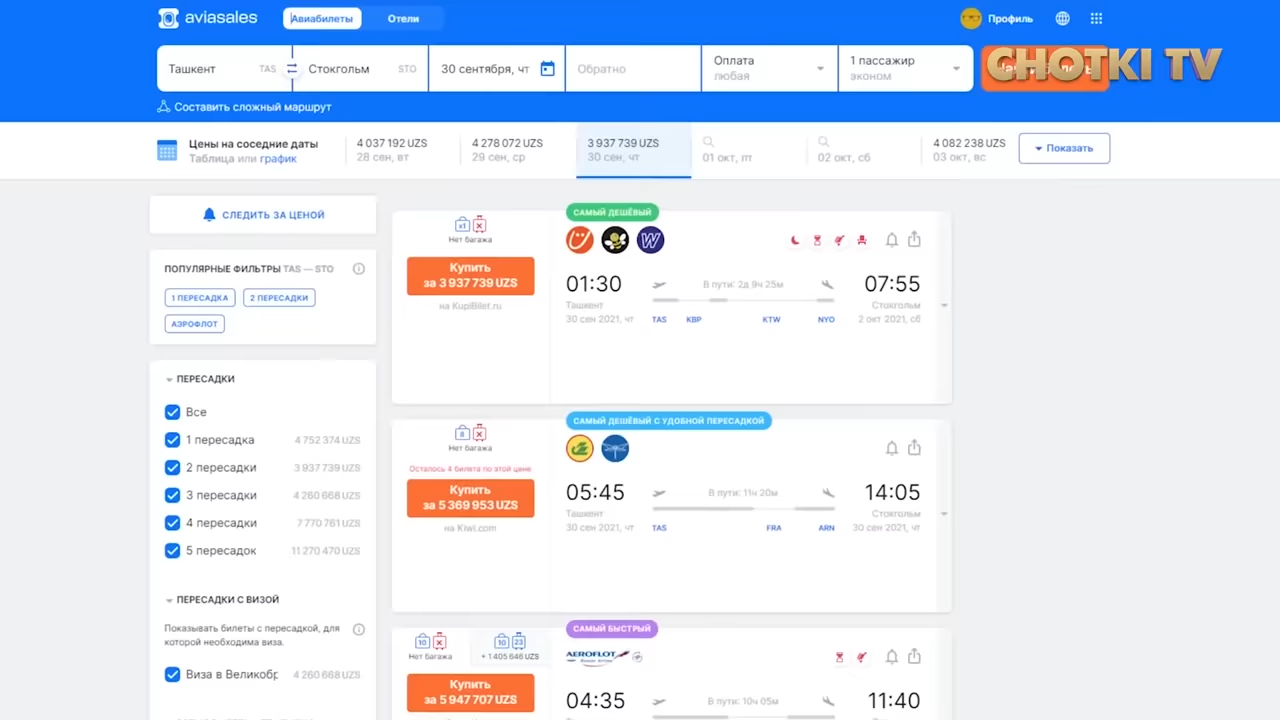 aviasales
Авиабилеты
Отели
Профиль
Ташкент TAS
Стокгольм STO
30 сентября, чт
Обратно
Оплата
любая
1 пассажир
эконом
CHOTKI TV
Составить сложный маршрут
Цены на соседние даты
Таблица или график
4 037 192 UZS
28 сен, вт
4 278 072 UZS
29 сен, ср
3 937 739 UZS
30 сен, чт
01 окт, пт
02 окт, сб
4 082 238 UZS
03 окт, вс
Показать
СЛЕДИТЬ ЗА ЦЕНОЙ
ПОПУЛЯРНЫЕ ФИЛЬТРЫ TAS — STO
1 ПЕРЕСАДКА
2 ПЕРЕСАДКИ
АЭРОФЛОТ
ПЕРЕСАДКИ
Все
1 пересадка 4 752 374 UZS
2 пересадки 3 937 739 UZS
3 пересадки 4 260 668 UZS
4 пересадки 7 770 761 UZS
5 пересадок 11 270 470 UZS
ПЕРЕСАДКИ С ВИЗОЙ
Показывать билеты с пересадкой, для
которой необходима виза.
Виза в Великобр 4 260 668 UZS
САМЫЙ ДЕШЁВЫЙ
x1
Нет багажа
Купить
за 3 937 739 UZS
на KupiBilet.ru
W
01:30
Ташкент
30 сен 2021, чт
В пути: 2д 9ч 25м
TAS KBP KTW NYO
07:55
Стокгольм
2 окт 2021, сб
САМЫЙ ДЕШЁВЫЙ С УДОБНОЙ ПЕРЕСАДКОЙ
8
Нет багажа
Осталось 4 билета по этой цене
Купить
за 5 369 953 UZS
на Kiwi.com
05:45
Ташкент
30 сен 2021, чт
В пути: 11ч 20м
TAS FRA ARN
14:05
Стокгольм
30 сен 2021, чт
САМЫЙ БЫСТРЫЙ
10
Нет багажа
10 23
+ 1 405 646 UZS
Купить
за 5 947 707 UZS
AEROFLOT
Russian Airlines
04:35
В пути: 10ч 05м
11:40